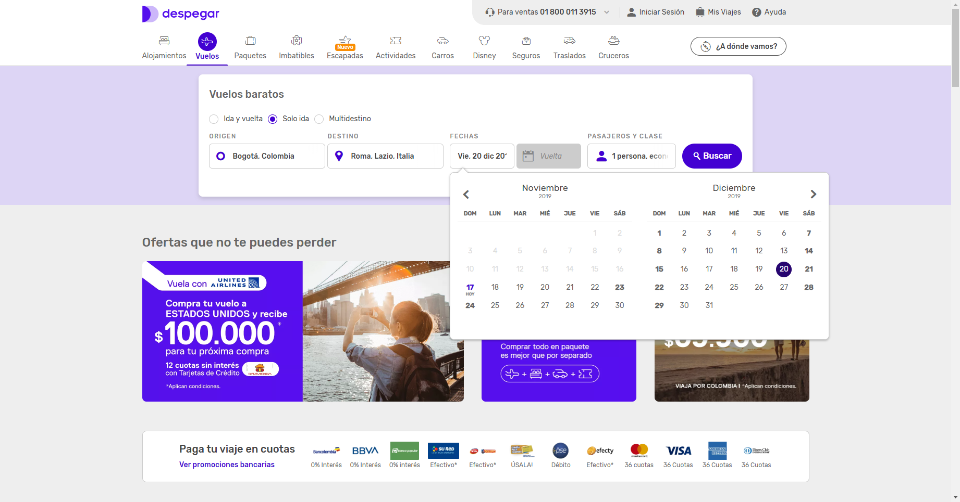 despegar
Para ventas 01 800 011 3915
Iniciar Sesión
Mis Viajes
Ayuda
Alojamientos
Vuelos
Paquetes
Imbatibles
Nuevo
Escapadas
Actividades
Carros
Disney
Seguros
Traslados
Cruceros
¿A dónde vamos?
Vuelos baratos
Ida y vuelta
Solo ida
Multidestino
ORIGEN
DESTINO
FECHAS
PASAJEROS Y CLASE
Bogotá, Colombia
Roma, Lazio, Italia
Vie. 20 dic 20
Vuelta
1 persona, econ
Buscar
Noviembre
2019
DOM LUN MAR MIÉ JUE VIE SÁB
1 2
3 4 5 6 7 8 9
10 11 12 13 14 15 16
17 18 19 20 21 22 23
HOY
24 25 26 27 28 29 30
Diciembre
2019
DOM LUN MAR MIÉ JUE VIE SÁB
1 2 3 4 5 6 7
8 9 10 11 12 13 14
15 16 17 18 19 20 21
22 23 24 25 26 27 28
29 30 31
Ofertas que no te puedes perder
Vuela con UNITED AIRLINES
Compra tu vuelo a
ESTADOS UNIDOS y recibe
$100.000*
para tu próxima compra
12 cuotas sin interés
con Tarjetas de Crédito
*Aplican condiciones.
Comprar todo en paquete
es mejor que por separado
VIAJA POR COLOMBIA! *Aplican condiciones.
Paga tu viaje en cuotas
Ver promociones bancarias
Bancolombia
0% Interés
BBVA
0% Interés
0% interés
SURED
Efectivo*
Efectivo*
ÚSALA!
Débito
efecty
Efectivo*
36 cuotas
VISA
36 Cuotas
36 Cuotas
36 Cuotas